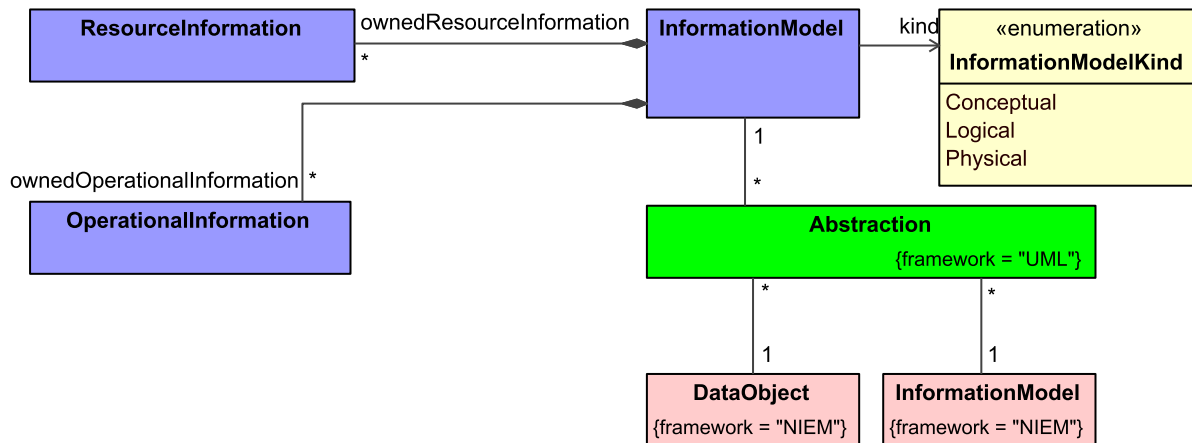 ResourceInformation
ownedResourceInformation
*
InformationModel
kind
«enumeration»
InformationModelKind
Conceptual
Logical
Physical
ownedOperationalInformation
*
OperationalInformation
1
*
Abstraction
{framework = "UML"}
*
1
*
1
DataObject
{framework = "NIEM"}
InformationModel
{framework = "NIEM"}